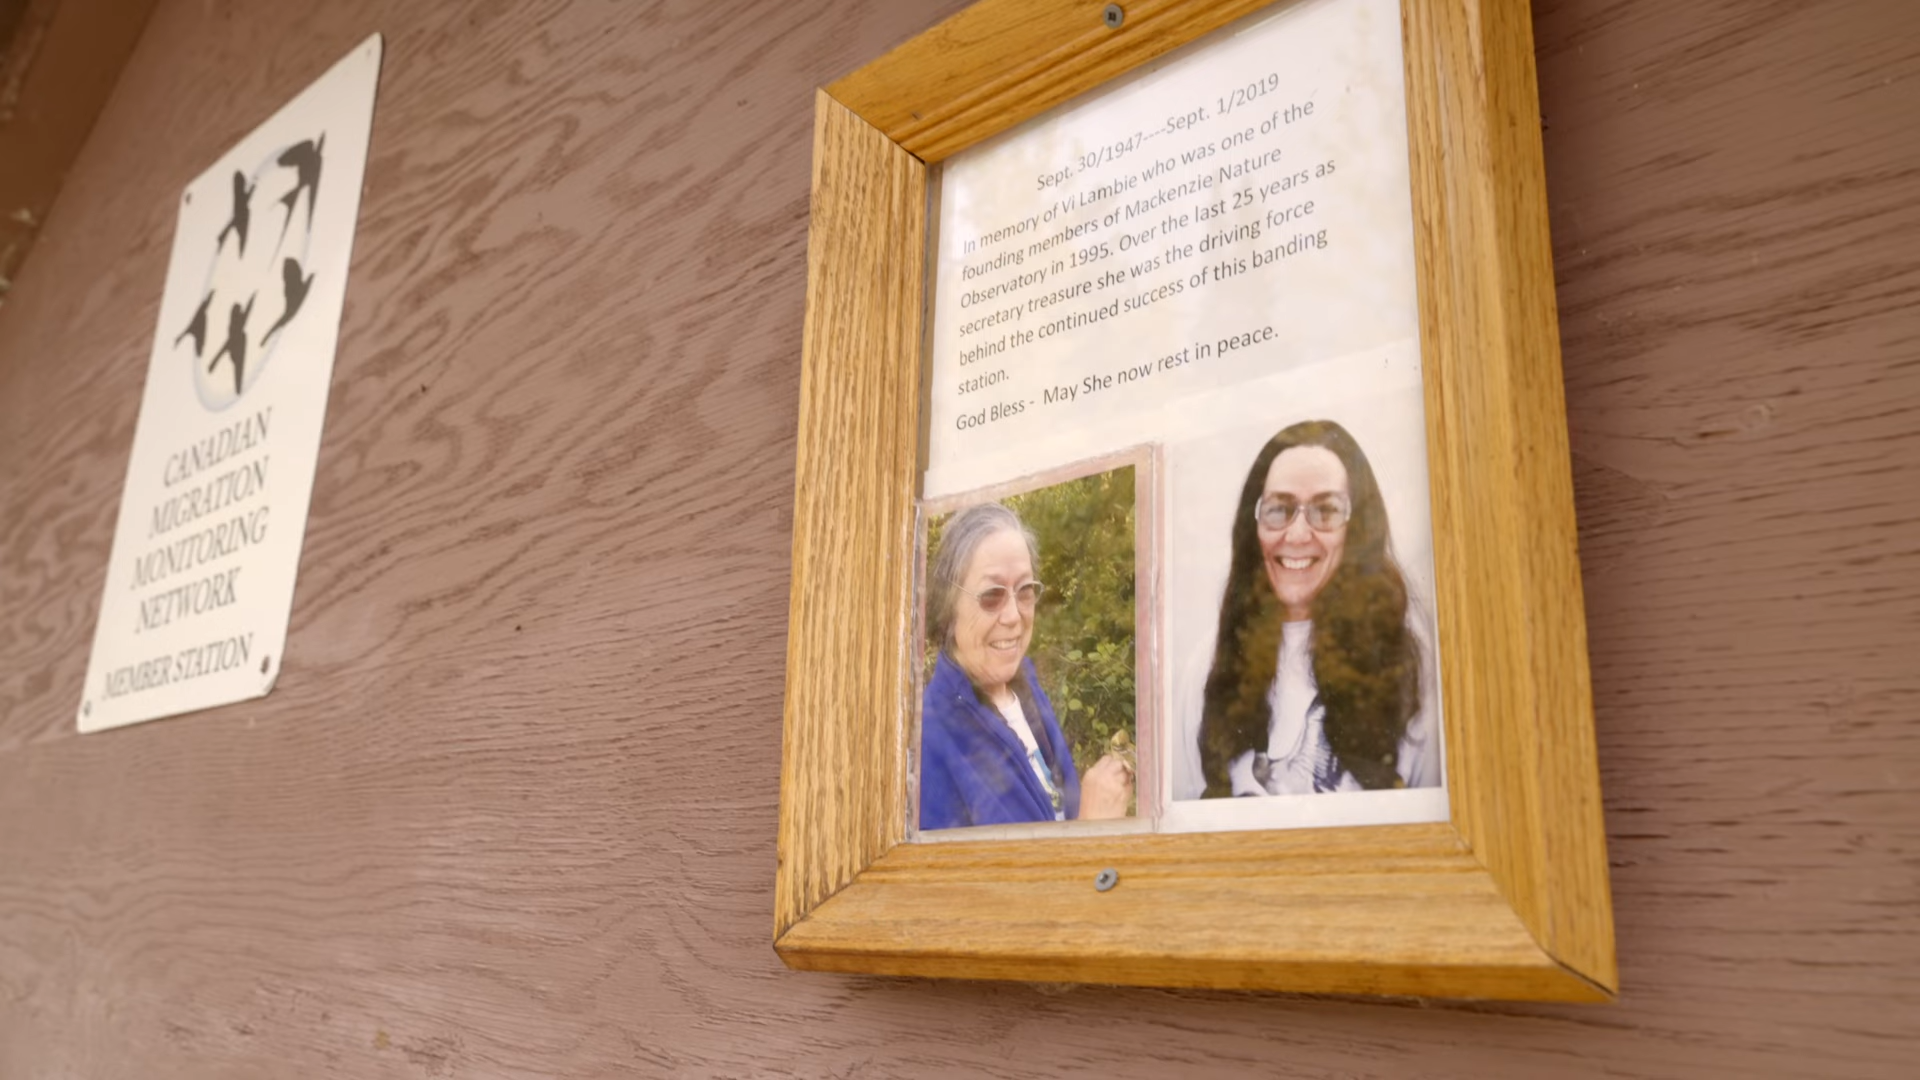 CANADIAN
MIGRATION
MONITORING
NETWORK
MEMBER STATION
Sept. 30/1947----Sept. 1/2019
In memory of Vi Lambie who was one of the
founding members of Mackenzie Nature
Observatory in 1995. Over the last 25 years as
secretary treasure she was the driving force
behind the continued success of this banding
station.
God Bless - May She now rest in peace.